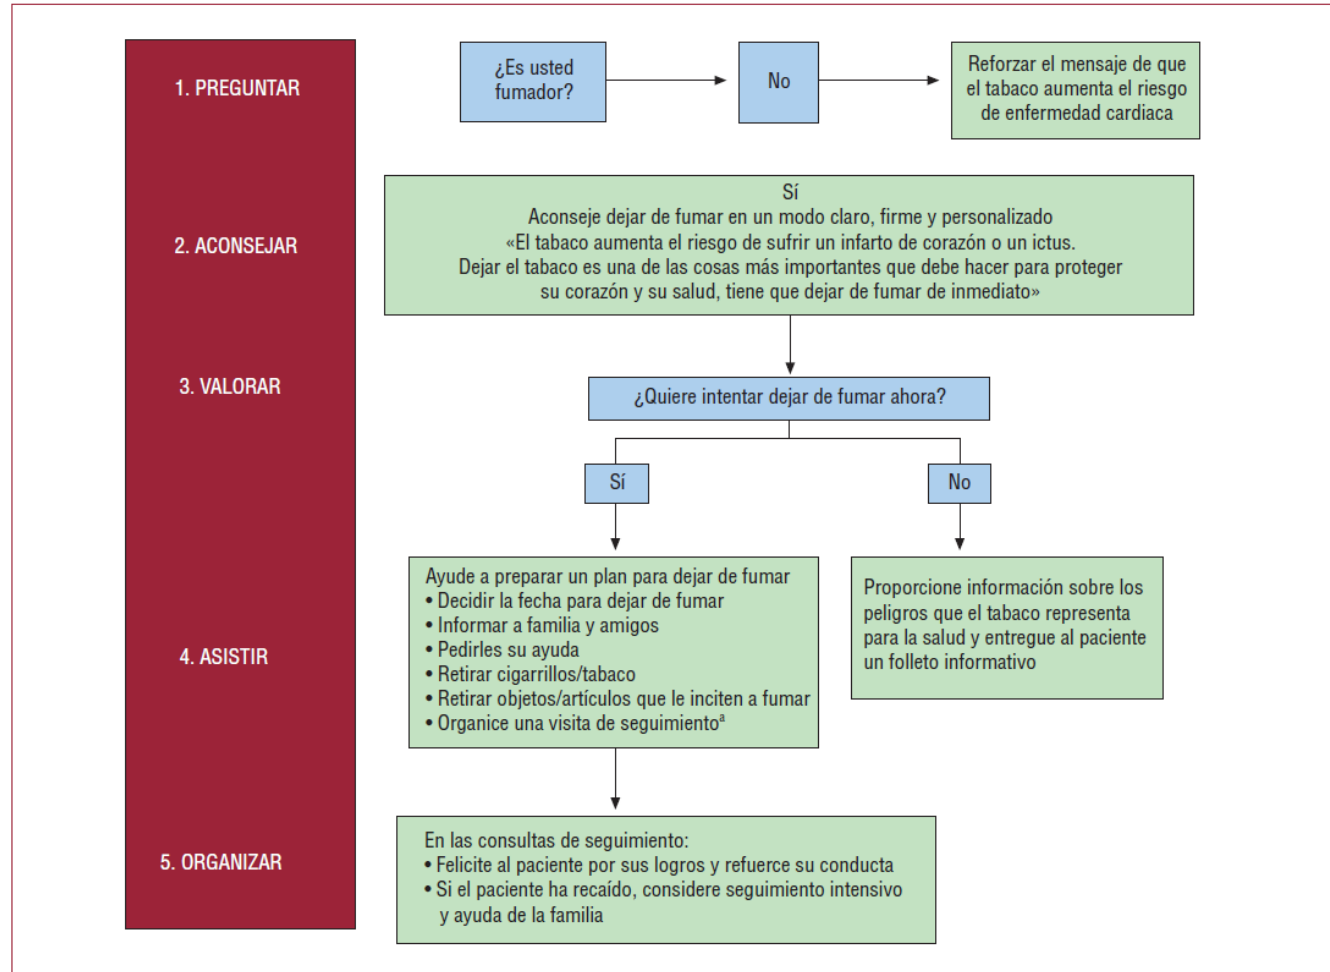 1. PREGUNTAR
¿Es usted
fumador?
No
Reforzar el mensaje de que
el tabaco aumenta el riesgo
de enfermedad cardiaca
2. ACONSEJAR
Sí
Aconseje dejar de fumar en un modo claro, firme y personalizado
«El tabaco aumenta el riesgo de sufrir un infarto de corazón o un ictus.
Dejar el tabaco es una de las cosas más importantes que debe hacer para proteger
su corazón y su salud, tiene que dejar de fumar de inmediato»
3. VALORAR
¿Quiere intentar dejar de fumar ahora?
Sí
No
4. ASISTIR
Ayude a preparar un plan para dejar de fumar
• Decidir la fecha para dejar de fumar
• Informar a familia y amigos
• Pedirles su ayuda
• Retirar cigarrillos/tabaco
• Retirar objetos/artículos que le inciten a fumar
• Organice una visita de seguimientoª
Proporcione información sobre los
peligros que el tabaco representa
para la salud y entregue al paciente
un folleto informativo
5. ORGANIZAR
En las consultas de seguimiento:
• Felicite al paciente por sus logros y refuerce su conducta
• Si el paciente ha recaído, considere seguimiento intensivo
y ayuda de la familia